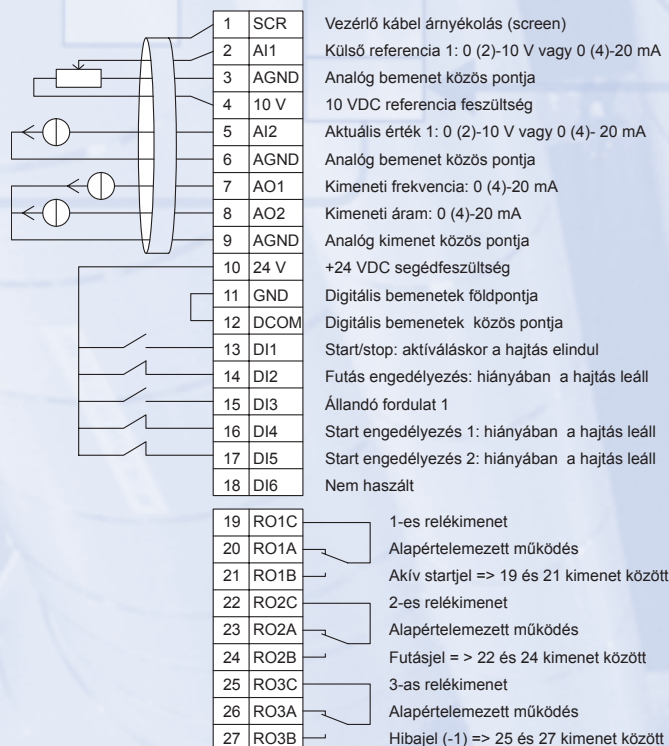 1 SCR Vezérlő kábel árnyékolás (screen)
2 AI1 Külső referencia 1: 0 (2)-10 V vagy 0 (4)-20 mA
3 AGND Analóg bemenet közös pontja
4 10 V 10 VDC referencia feszültség
5 AI2 Aktuális érték 1: 0 (2)-10 V vagy 0 (4)- 20 mA
6 AGND Analóg bemenet közös pontja
7 AO1 Kimeneti frekvencia: 0 (4)-20 mA
8 AO2 Kimeneti áram: 0 (4)-20 mA
9 AGND Analóg kimenet közös pontja
10 24 V +24 VDC segédfeszültség
11 GND Digitális bemenetek földpontja
12 DCOM Digitális bemenetek közös pontja
13 DI1 Start/stop: aktíváláskor a hajtás elindul
14 DI2 Futás engedélyezés: hiányában a hajtás leáll
15 DI3 Állandó fordulat 1
16 DI4 Start engedélyezés 1: hiányában a hajtás leáll
17 DI5 Start engedélyezés 2: hiányában a hajtás leáll
18 DI6 Nem haszált
19 RO1C 1-es relékimenet
20 RO1A Alapértelemezett működés
21 RO1B Akív startjel => 19 és 21 kimenet között
22 RO2C 2-es relékimenet
23 RO2A Alapértelemezett működés
24 RO2B Futásjel = > 22 és 24 kimenet között
25 RO3C 3-as relékimenet
26 RO3A Alapértelemezett működés
27 RO3B Hibajel (-1) => 25 és 27 kimenet között